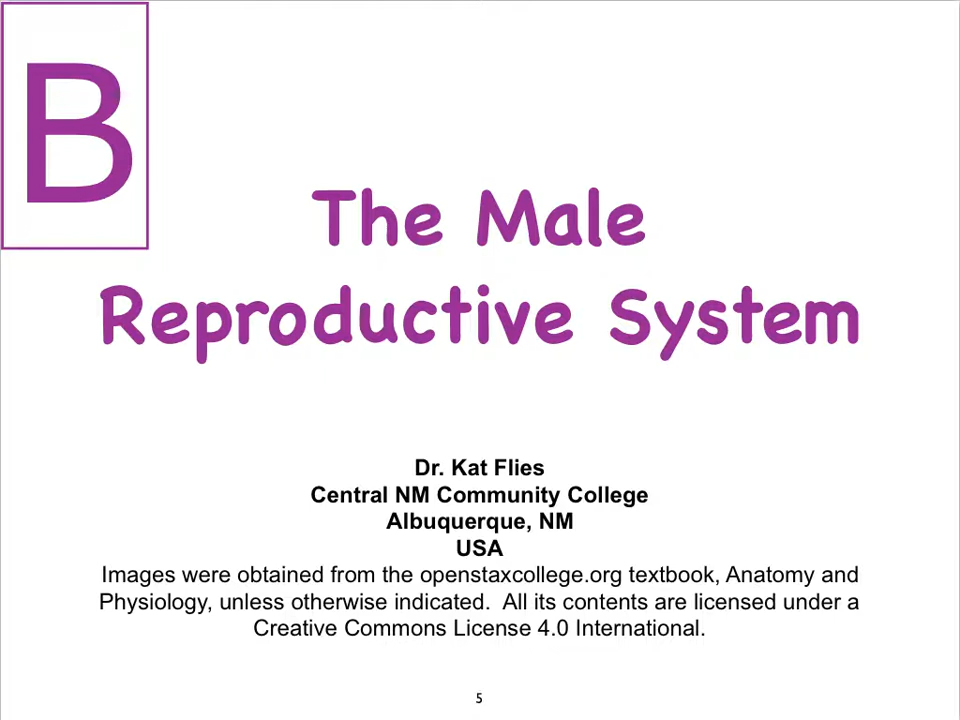 B
The Male
Reproductive System
Dr. Kat Flies
Central NM Community College
Albuquerque, NM
USA
Images were obtained from the openstaxcollege.org textbook, Anatomy and
Physiology, unless otherwise indicated.  All its contents are licensed under a
Creative Commons License 4.0 International.
5